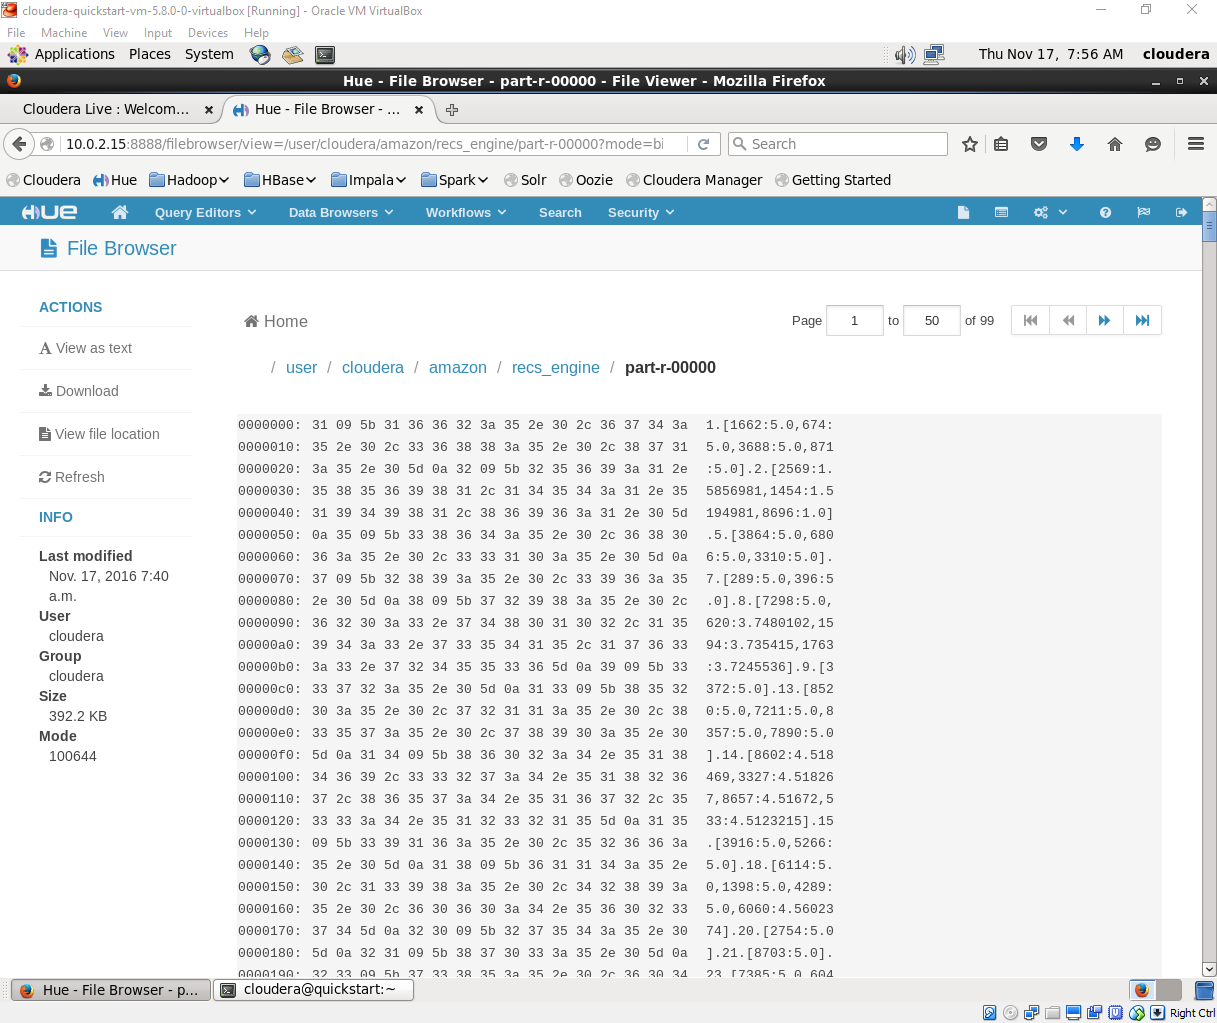 cloudera-quickstart-vm-5.8.0-0-virtualbox [Running] - Oracle VM VirtualBox
File Machine View Input Devices Help
Applications Places System Thu Nov 17, 7:56 AM cloudera
Hue - File Browser - part-r-00000 - File Viewer - Mozilla Firefox
Cloudera Live : Welcom... Hue - File Browser - ...
10.0.2.15:8888/filebrowser/view=/user/cloudera/amazon/recs_engine/part-r-00000?mode=bi Search
Cloudera Hue Hadoop HBase Impala Spark Solr Oozie Cloudera Manager Getting Started
HUE Query Editors Data Browsers Workflows Search Security
File Browser
ACTIONS
View as text
Download
View file location
Refresh
INFO
Last modified
Nov. 17, 2016 7:40
a.m.
User
cloudera
Group
cloudera
Size
392.2 KB
Mode
100644
Home Page 1 to 50 of 99
/ user / cloudera / amazon / recs_engine / part-r-00000
0000000: 31 09 5b 31 36 36 32 3a 35 2e 30 2c 36 37 34 3a 1.[1662:5.0,674:
0000010: 35 2e 30 2c 33 36 38 38 3a 35 2e 30 2c 38 37 31 5.0,3688:5.0,871
0000020: 3a 35 2e 30 5d 0a 32 09 5b 32 35 36 39 3a 31 2e :5.0].2.[2569:1.
0000030: 35 38 35 36 39 38 31 2c 31 34 35 34 3a 31 2e 35 5856981,1454:1.5
0000040: 31 39 34 39 38 31 2c 38 36 39 36 3a 31 2e 30 5d 194981,8696:1.0]
0000050: 0a 35 09 5b 33 38 36 34 3a 35 2e 30 2c 36 38 30 .5.[3864:5.0,680
0000060: 36 3a 35 2e 30 2c 33 33 31 30 3a 35 2e 30 5d 0a 6:5.0,3310:5.0].
0000070: 37 09 5b 32 38 39 3a 35 2e 30 2c 33 39 36 3a 35 7.[289:5.0,396:5
0000080: 2e 30 5d 0a 38 09 5b 37 32 39 38 3a 35 2e 30 2c .0].8.[7298:5.0,
0000090: 36 32 30 3a 33 2e 37 34 38 30 31 30 32 2c 31 35 620:3.7480102,15
00000a0: 39 34 3a 33 2e 37 33 35 34 31 35 2c 31 37 36 33 94:3.735415,1763
00000b0: 3a 33 2e 37 32 34 35 35 33 36 5d 0a 39 09 5b 33 :3.7245536].9.[3
00000c0: 33 37 32 3a 35 2e 30 5d 0a 31 33 09 5b 38 35 32 372:5.0].13.[852
00000d0: 30 3a 35 2e 30 2c 37 32 31 31 3a 35 2e 30 2c 38 0:5.0,7211:5.0,8
00000e0: 33 35 37 3a 35 2e 30 2c 37 38 39 30 3a 35 2e 30 357:5.0,7890:5.0
00000f0: 5d 0a 31 34 09 5b 38 36 30 32 3a 34 2e 35 31 38 ].14.[8602:4.518
0000100: 34 36 39 2c 33 33 32 37 3a 34 2e 35 31 38 32 36 469,3327:4.51826
0000110: 37 2c 38 36 35 37 3a 34 2e 35 31 36 37 32 2c 35 7,8657:4.51672,5
0000120: 33 33 3a 34 2e 35 31 32 33 32 31 35 5d 0a 31 35 33:4.5123215].15
0000130: 09 5b 33 39 31 36 3a 35 2e 30 2c 35 32 36 36 3a .[3916:5.0,5266:
0000140: 35 2e 30 5d 0a 31 38 09 5b 36 31 31 34 3a 35 2e 5.0].18.[6114:5.
0000150: 30 2c 31 33 39 38 3a 35 2e 30 2c 34 32 38 39 3a 0,1398:5.0,4289:
0000160: 35 2e 30 2c 36 30 36 30 3a 34 2e 35 36 30 32 33 5.0,6060:4.56023
0000170: 37 34 5d 0a 32 30 09 5b 32 37 35 34 3a 35 2e 30 74].20.[2754:5.0
0000180: 5d 0a 32 31 09 5b 38 37 30 33 3a 35 2e 30 5d 0a ].21.[8703:5.0].
0000190: 32 33 09 5b 37 33 38 35 3a 35 2e 30 2c 36 30 34 23.[7385:5.0,604
Hue - File Browser - p... cloudera@quickstart:~
Right Ctrl